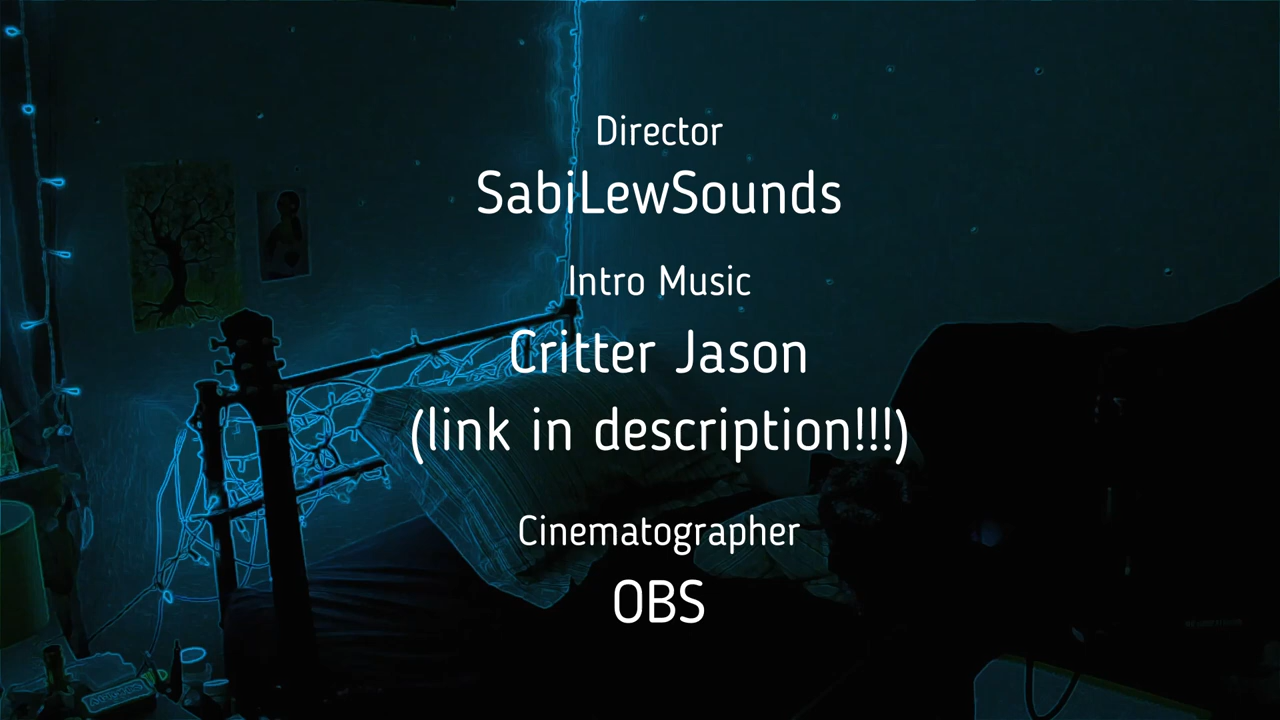 Director
SabiLewSounds
Intro Music
Critter Jason
(link in description!!!)
Cinematographer
OBS